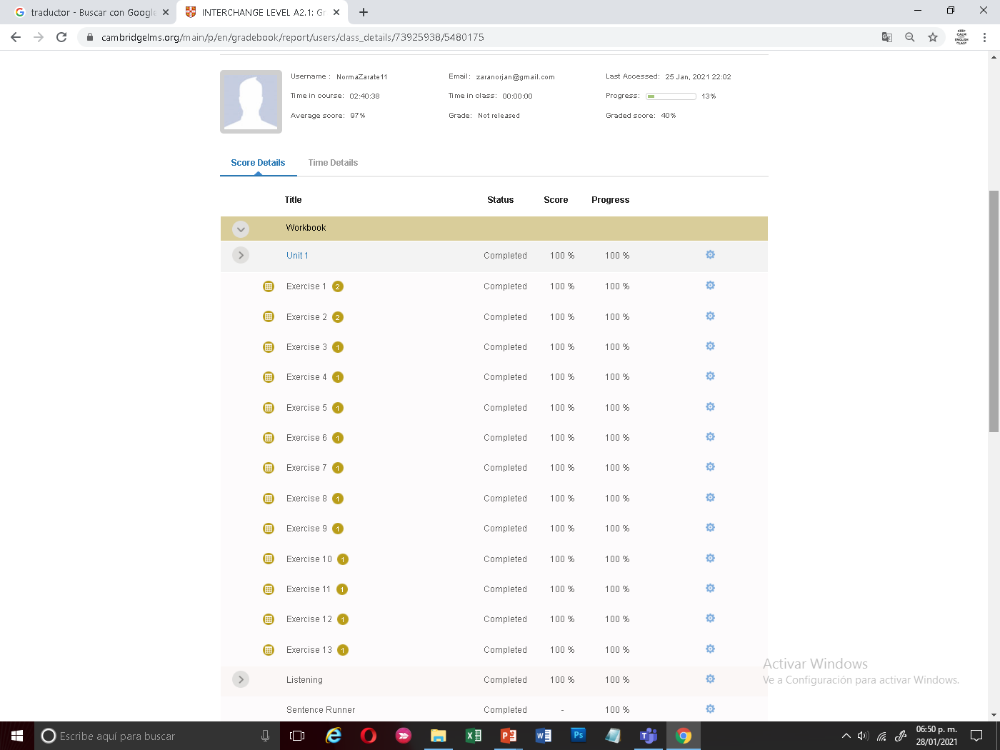 traductor - Buscar con Google
INTERCHANGE LEVEL A2.1: Gr
cambridgelms.org/main/p/en/gradebook/report/users/class_details/73925938/5480175
KEEP CALM ENGLISH CLASS
Username : NormaZarate11 Email: zaranorjan@gmail.com Last Accessed: 25 Jan, 2021 22:02
Time in course: 02:40:38 Time in class: 00:00:00 Progress: 13%
Average score: 97% Grade: Not released Graded score: 40%
Score Details Time Details
Title Status Score Progress
Workbook
Unit 1 Completed 100 % 100 %
Exercise 1 2 Completed 100 % 100 %
Exercise 2 2 Completed 100 % 100 %
Exercise 3 1 Completed 100 % 100 %
Exercise 4 1 Completed 100 % 100 %
Exercise 5 1 Completed 100 % 100 %
Exercise 6 1 Completed 100 % 100 %
Exercise 7 1 Completed 100 % 100 %
Exercise 8 1 Completed 100 % 100 %
Exercise 9 1 Completed 100 % 100 %
Exercise 10 1 Completed 100 % 100 %
Exercise 11 1 Completed 100 % 100 %
Exercise 12 1 Completed 100 % 100 %
Exercise 13 1 Completed 100 % 100 %
Activar Windows
Listening Completed 100 % 100 %
Ve a Configuración para activar Windows.
Sentence Runner Completed - 100 %
Escribe aquí para buscar
06:50 p. m.
28/01/2021